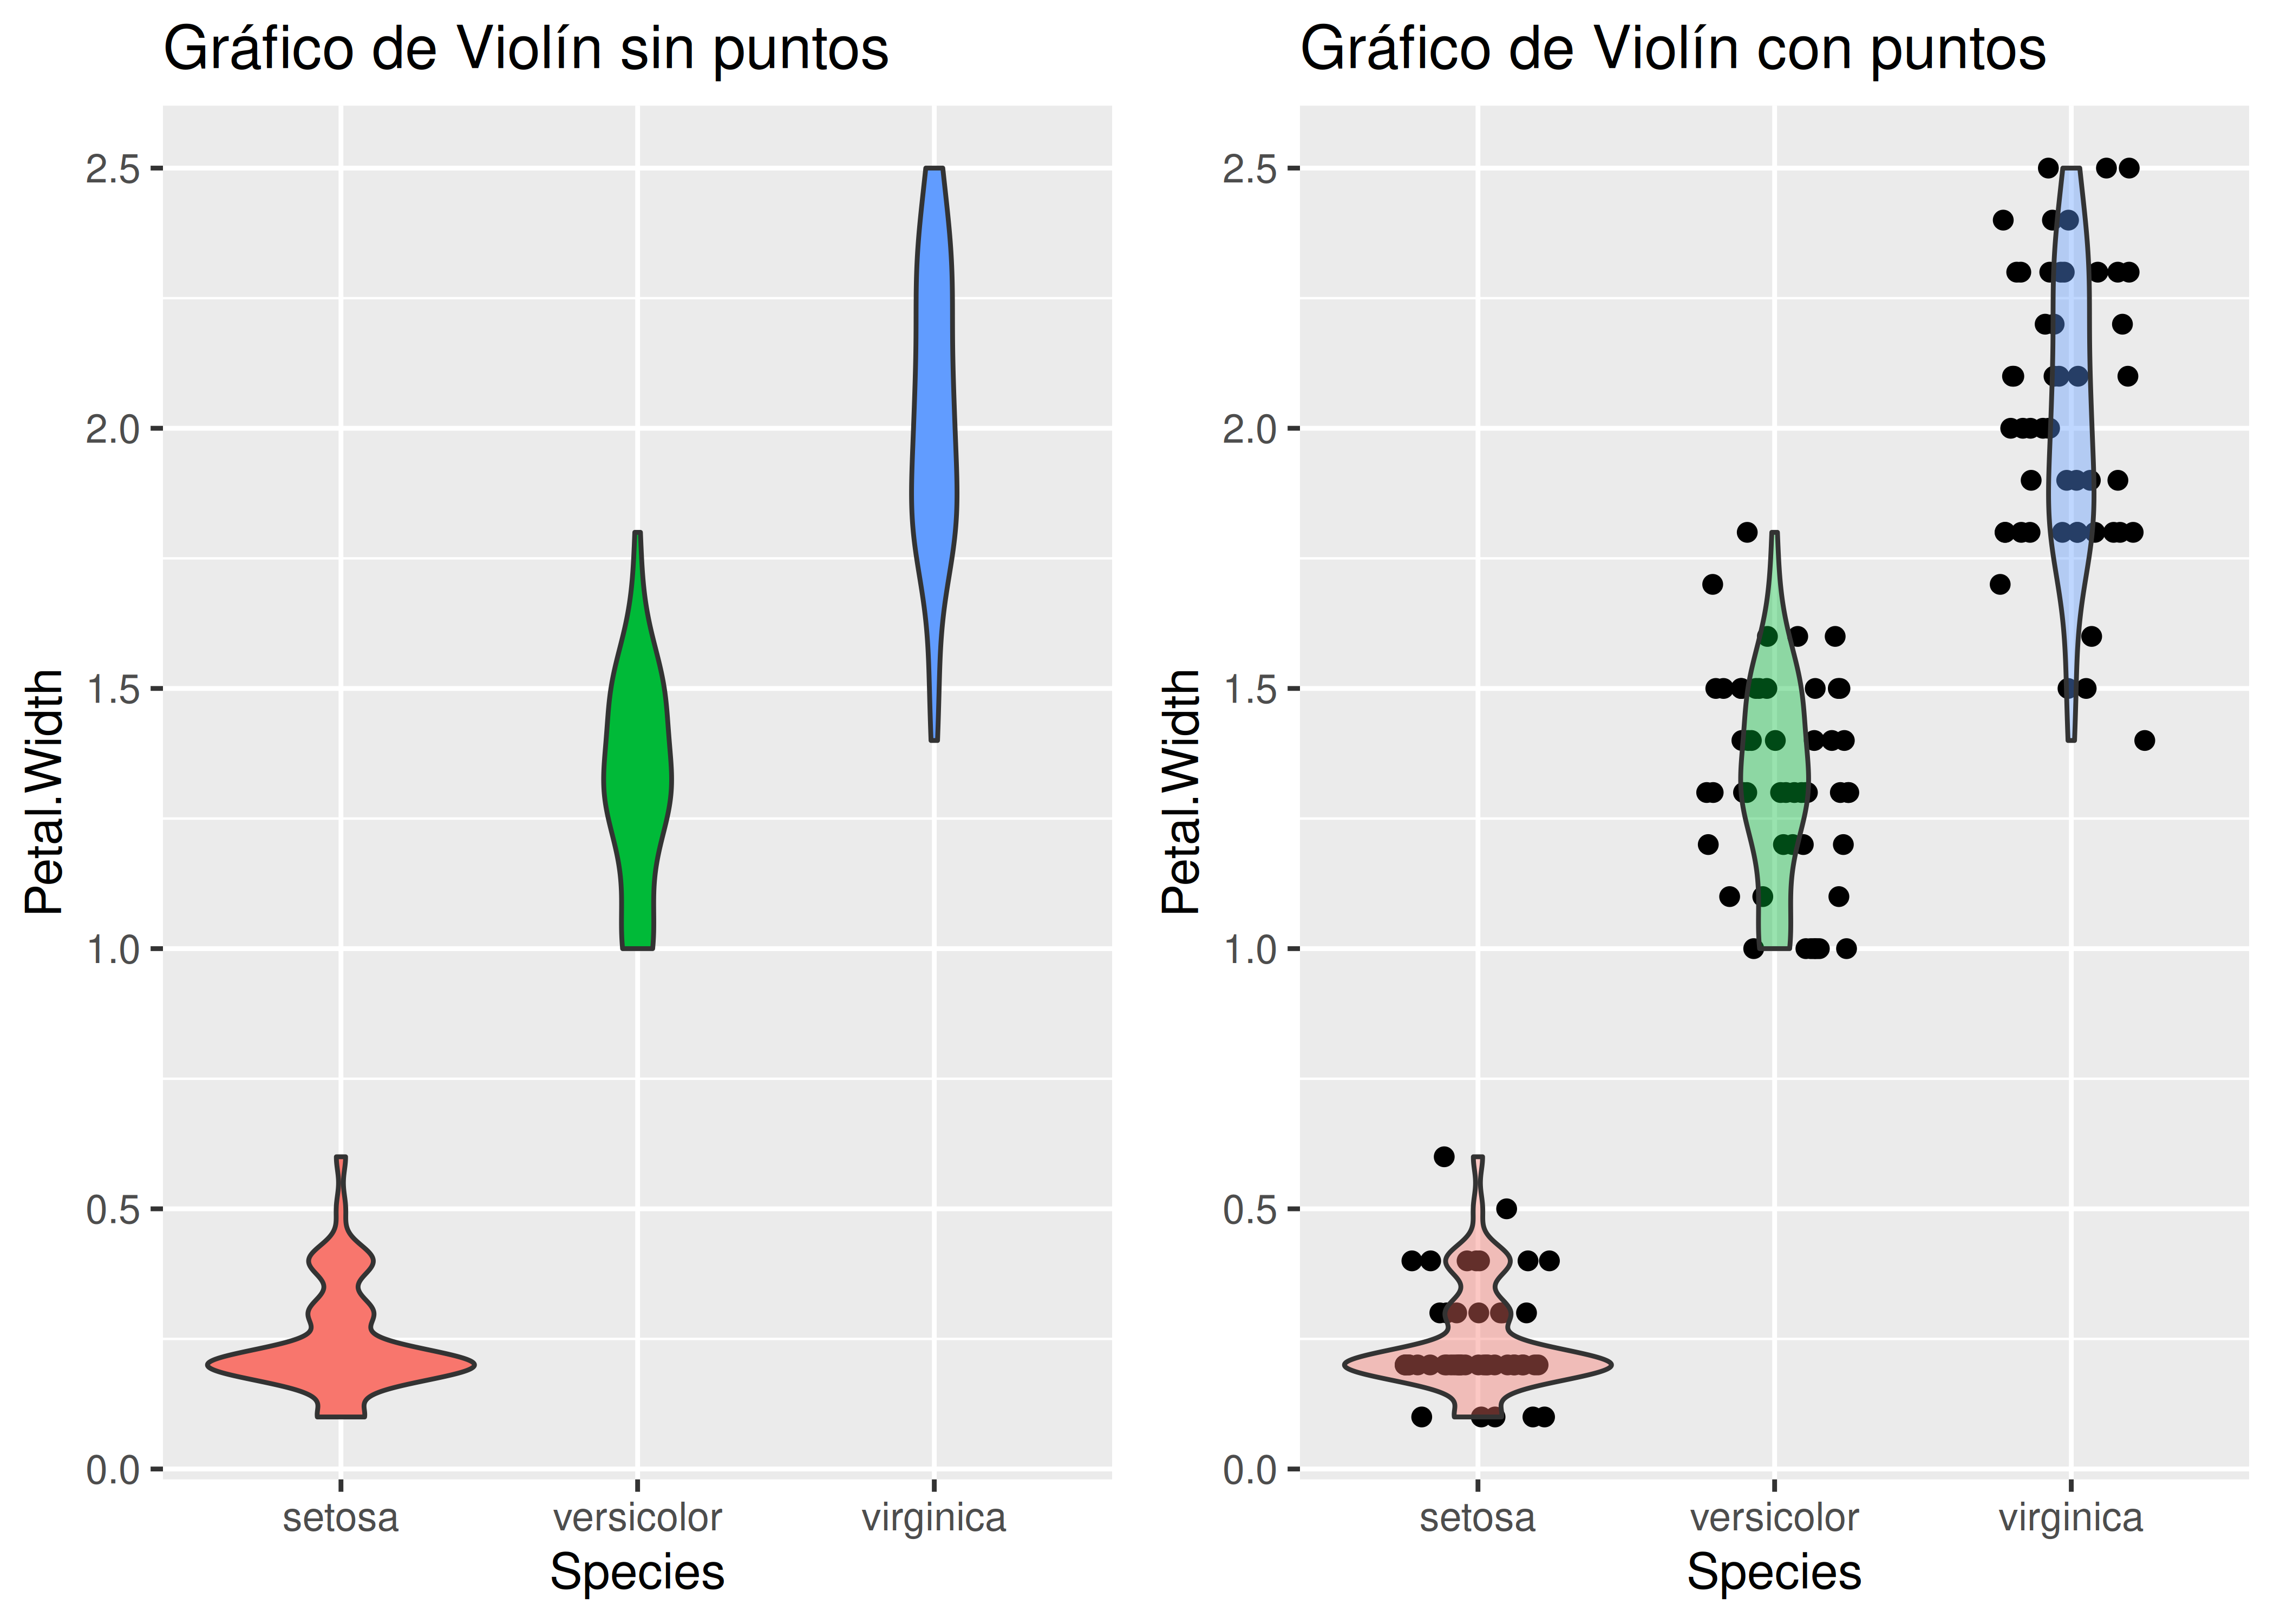 Gráfico de Violín sin puntos
Petal.Width
2.5
2.0
1.5
1.0
0.5
0.0
setosa versicolor virginica
Species
Gráfico de Violín con puntos
Petal.Width
2.5
2.0
1.5
1.0
0.5
0.0
setosa versicolor virginica
Species